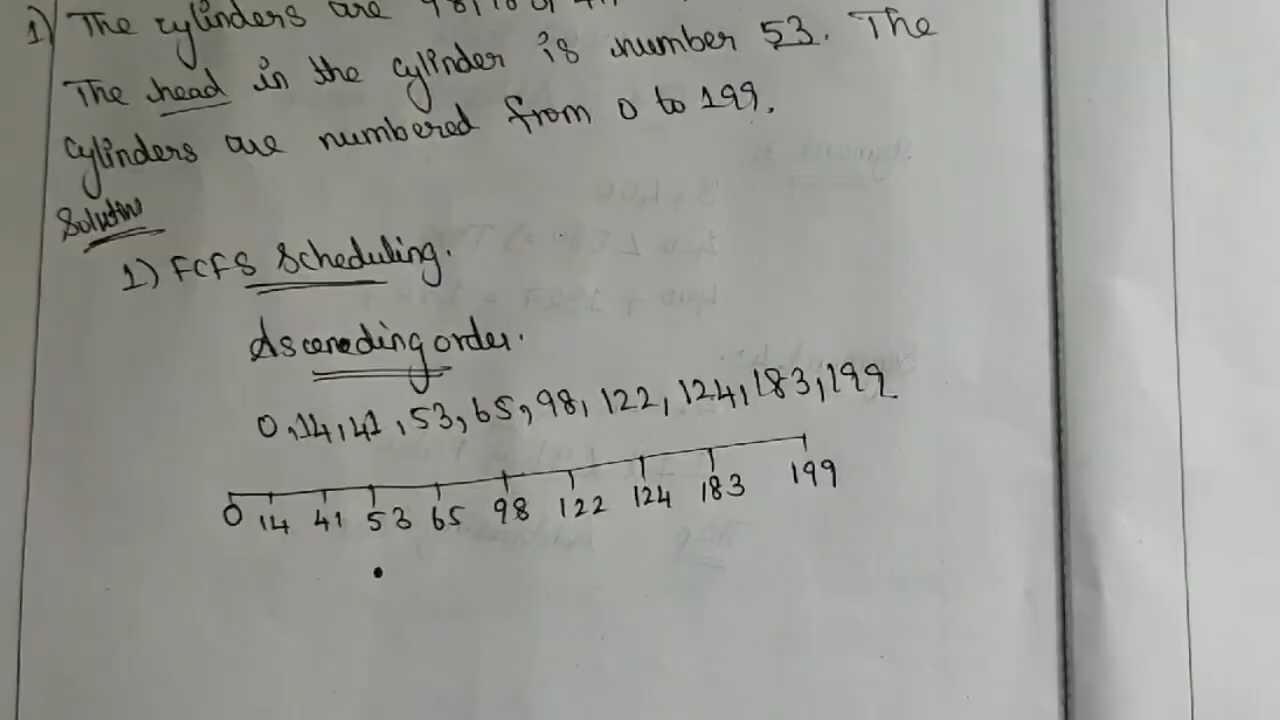 1) The cylinders are 98,
The head in the cylinder is number 53. The
cylinders are numbered from 0 to 199.
Solution
1) FCFS Scheduling.
Ascending order.
0,14,41,53,65,98,122,124,183,199
0 14 41 53 65 98 122 124 183 199